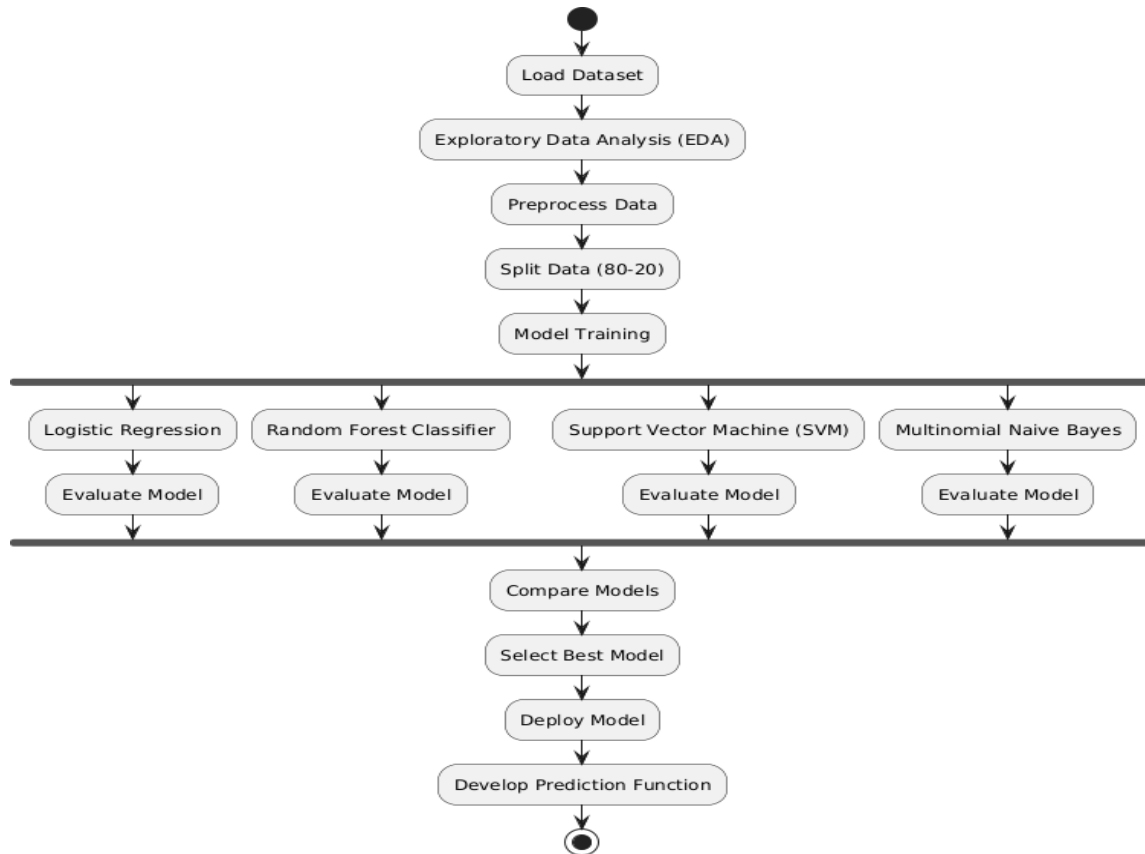 Load Dataset
Exploratory Data Analysis (EDA)
Preprocess Data
Split Data (80-20)
Model Training
Logistic Regression
Random Forest Classifier
Support Vector Machine (SVM)
Multinomial Naive Bayes
Evaluate Model
Evaluate Model
Evaluate Model
Evaluate Model
Compare Models
Select Best Model
Deploy Model
Develop Prediction Function